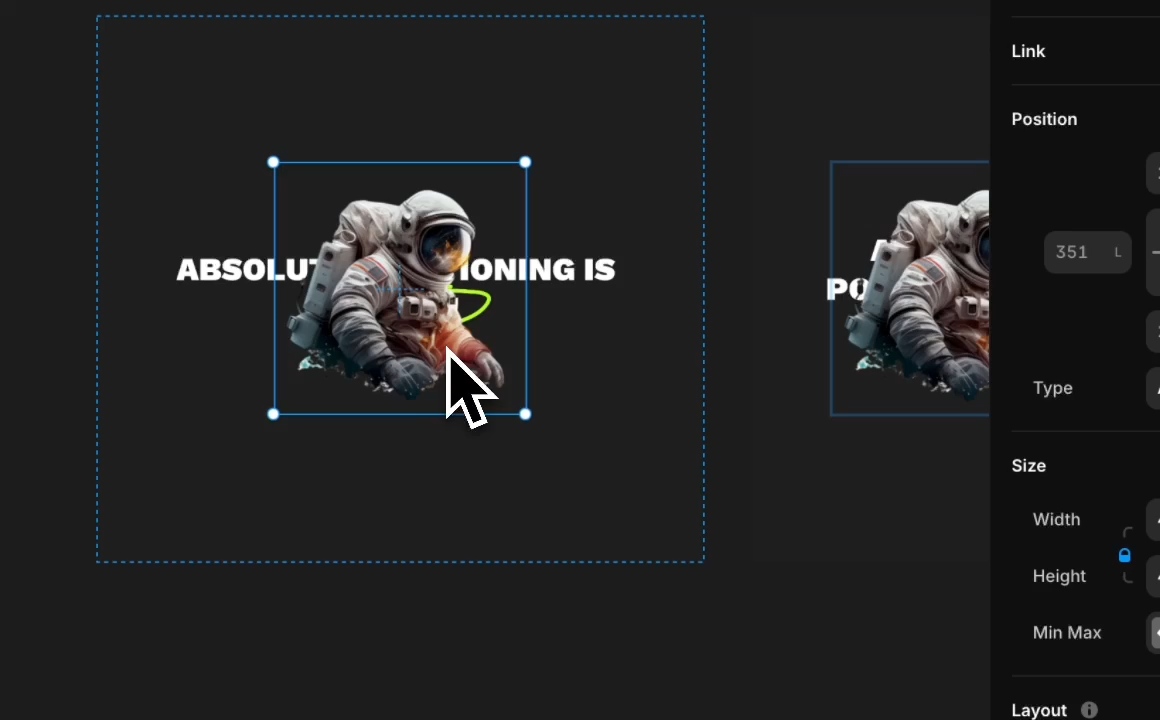 ABSOLUT IONING IS
PO
Link
Position
351 L
Type
Size
Width
Height
Min Max
Layout